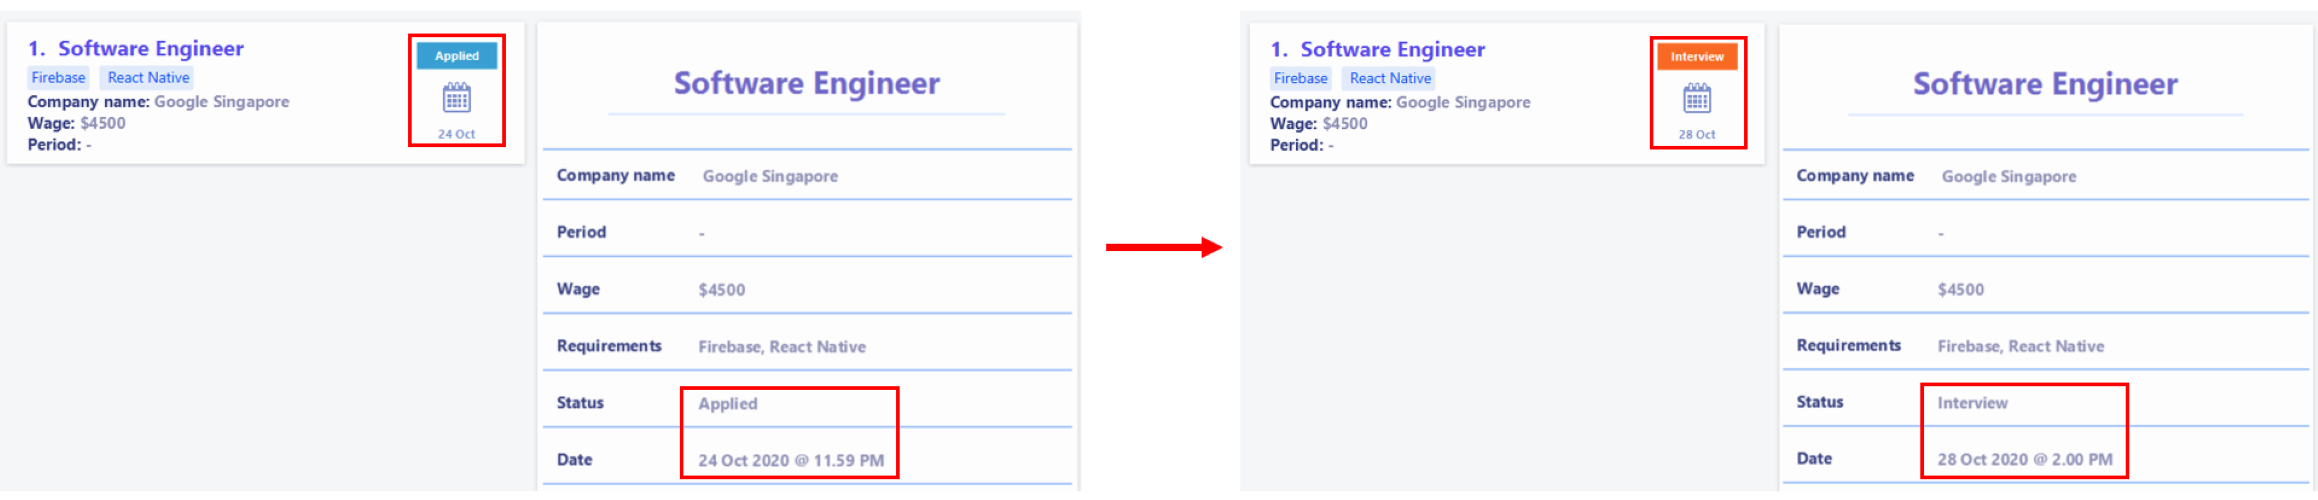 1. Software Engineer
Firebase React Native
Company name: Google Singapore
Wage: $4500
Period: -
Applied
24 Oct
Software Engineer
Company name Google Singapore
Period -
Wage $4500
Requirements Firebase, React Native
Status Applied
Date 24 Oct 2020 @ 11.59 PM
1. Software Engineer
Firebase React Native
Company name: Google Singapore
Wage: $4500
Period: -
Interview
28 Oct
Software Engineer
Company name Google Singapore
Period -
Wage $4500
Requirements Firebase, React Native
Status Interview
Date 28 Oct 2020 @ 2.00 PM